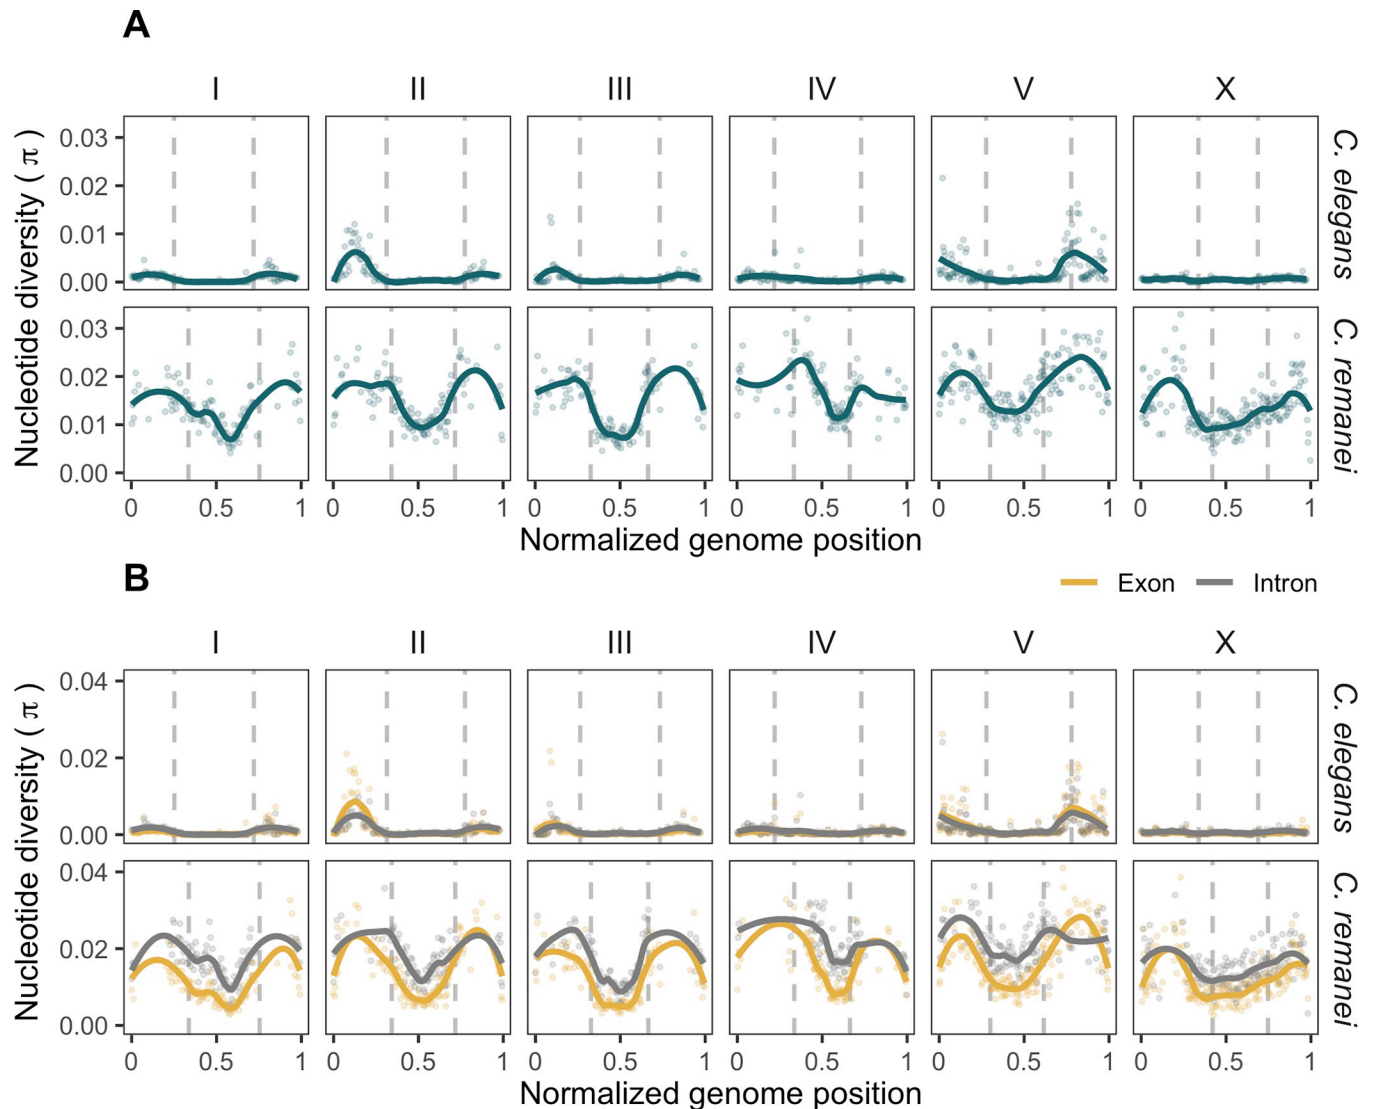 A
I II III IV V X
Nucleotide diversity ( π )
0.03
0.02
0.01
0.00
C. elegans
0.03
0.02
0.01
0.00
C. remanei
0 0.5 1 0 0.5 1 0 0.5 1 0 0.5 1 0 0.5 1 0 0.5 1
Normalized genome position
B
Exon Intron
I II III IV V X
Nucleotide diversity ( π )
0.04
0.02
0.00
C. elegans
0.04
0.02
0.00
C. remanei
0 0.5 1 0 0.5 1 0 0.5 1 0 0.5 1 0 0.5 1 0 0.5 1
Normalized genome position